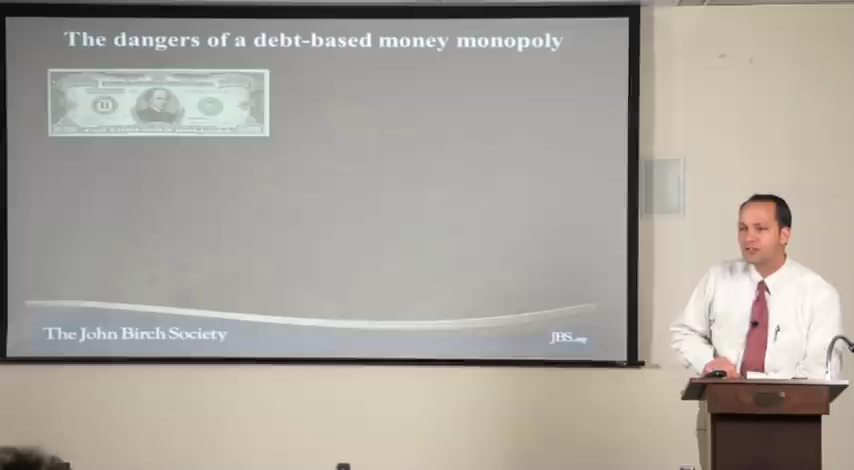 The dangers of a debt-based money monopoly
The John Birch Society
JBS.org